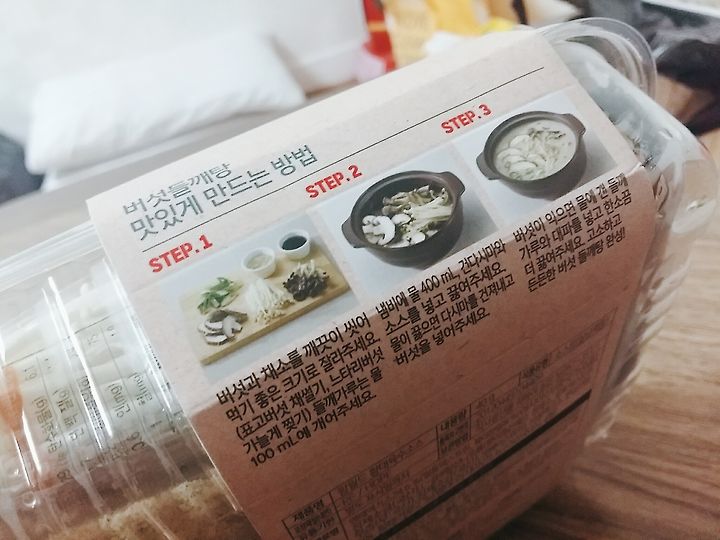 버섯들깨탕
맛있게 만드는 방법
STEP.1
버섯과 채소를 깨끗이 씻어
먹기 좋은 크기로 잘라주세요.
(표고버섯 채썰기, 느타리버섯
가늘게 찢기) 들깨가루는 물
100 mL에 개어주세요.
STEP.2
냄비에 물 400 mL, 건다시마와
소스를 넣고 끓여주세요.
물이 끓으면 다시마를 건져내고
버섯을 넣어주세요.
STEP.3
버섯이 익으면 물에 갠 들깨
가루와 대파를 넣고 한소끔
더 끓여주세요. 고소하고
든든한 버섯 들깨탕 완성!
제품명
내용량